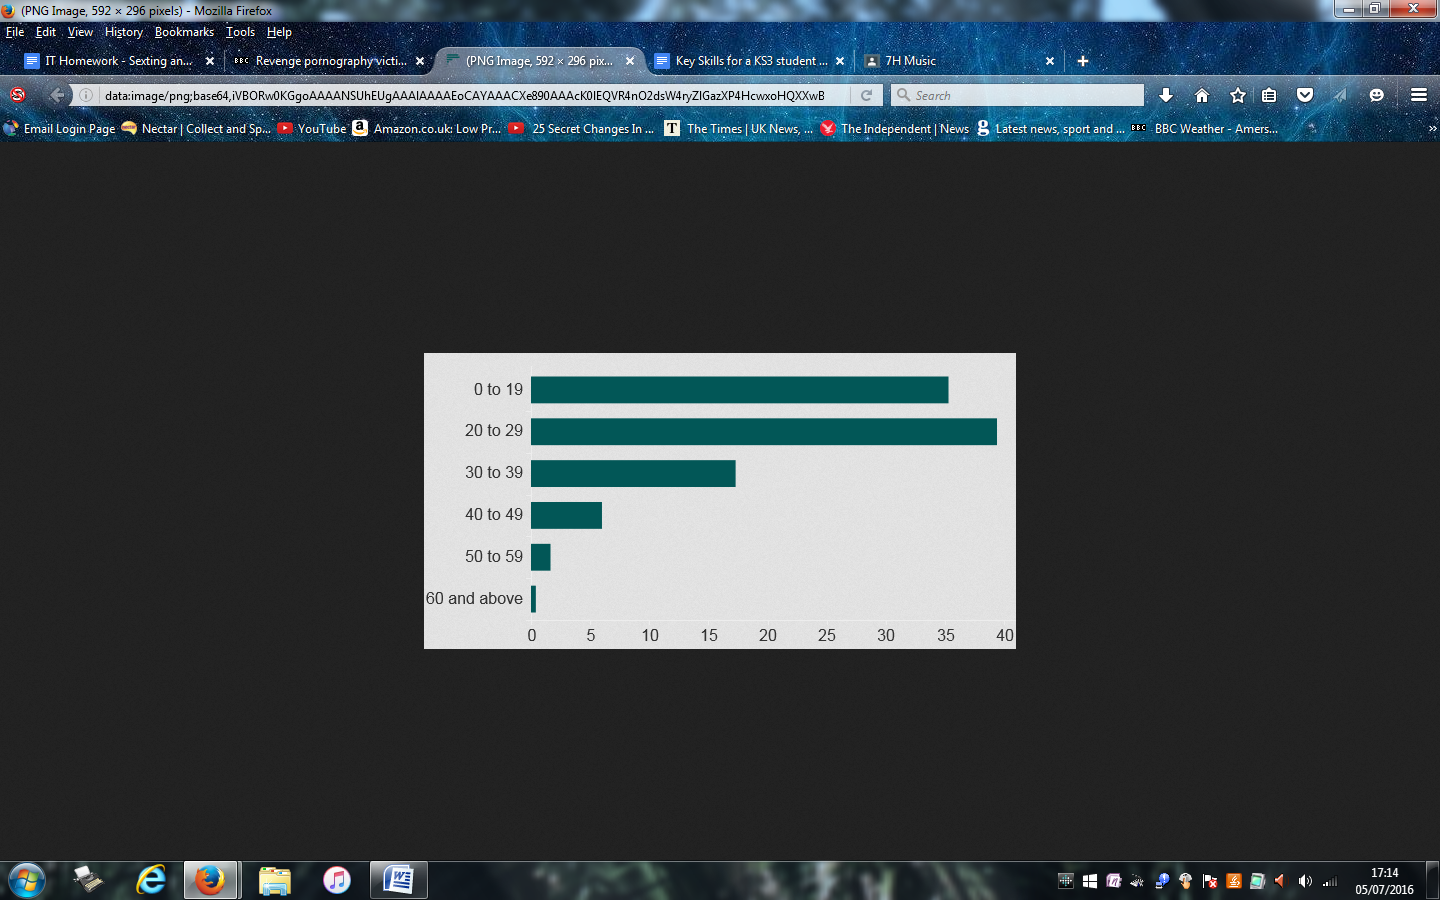 (PNG Image, 592 × 296 pixels) - Mozilla Firefox
File Edit View History Bookmarks Tools Help
IT Homework - Sexting an... BBC Revenge pornography victi... (PNG Image, 592 × 296 pix... Key Skills for a KS3 student ... 7H Music
data:image/png;base64,iVBORw0KGgoAAAANSUhEUgAAAlAAAAEoCAYAAACXe890AAAcK0lEQVR4nO2dsW4ryZIGazXP4HcwxoHQXXwB Search
Email Login Page Nectar | Collect and Sp... YouTube Amazon.co.uk: Low Pr... 25 Secret Changes In ... T The Times | UK News, ... The Independent | News g Latest news, sport and ... BBC BBC Weather - Amers... »
0 to 19
20 to 29
30 to 39
40 to 49
50 to 59
60 and above
0 5 10 15 20 25 30 35 40
17:14
05/07/2016